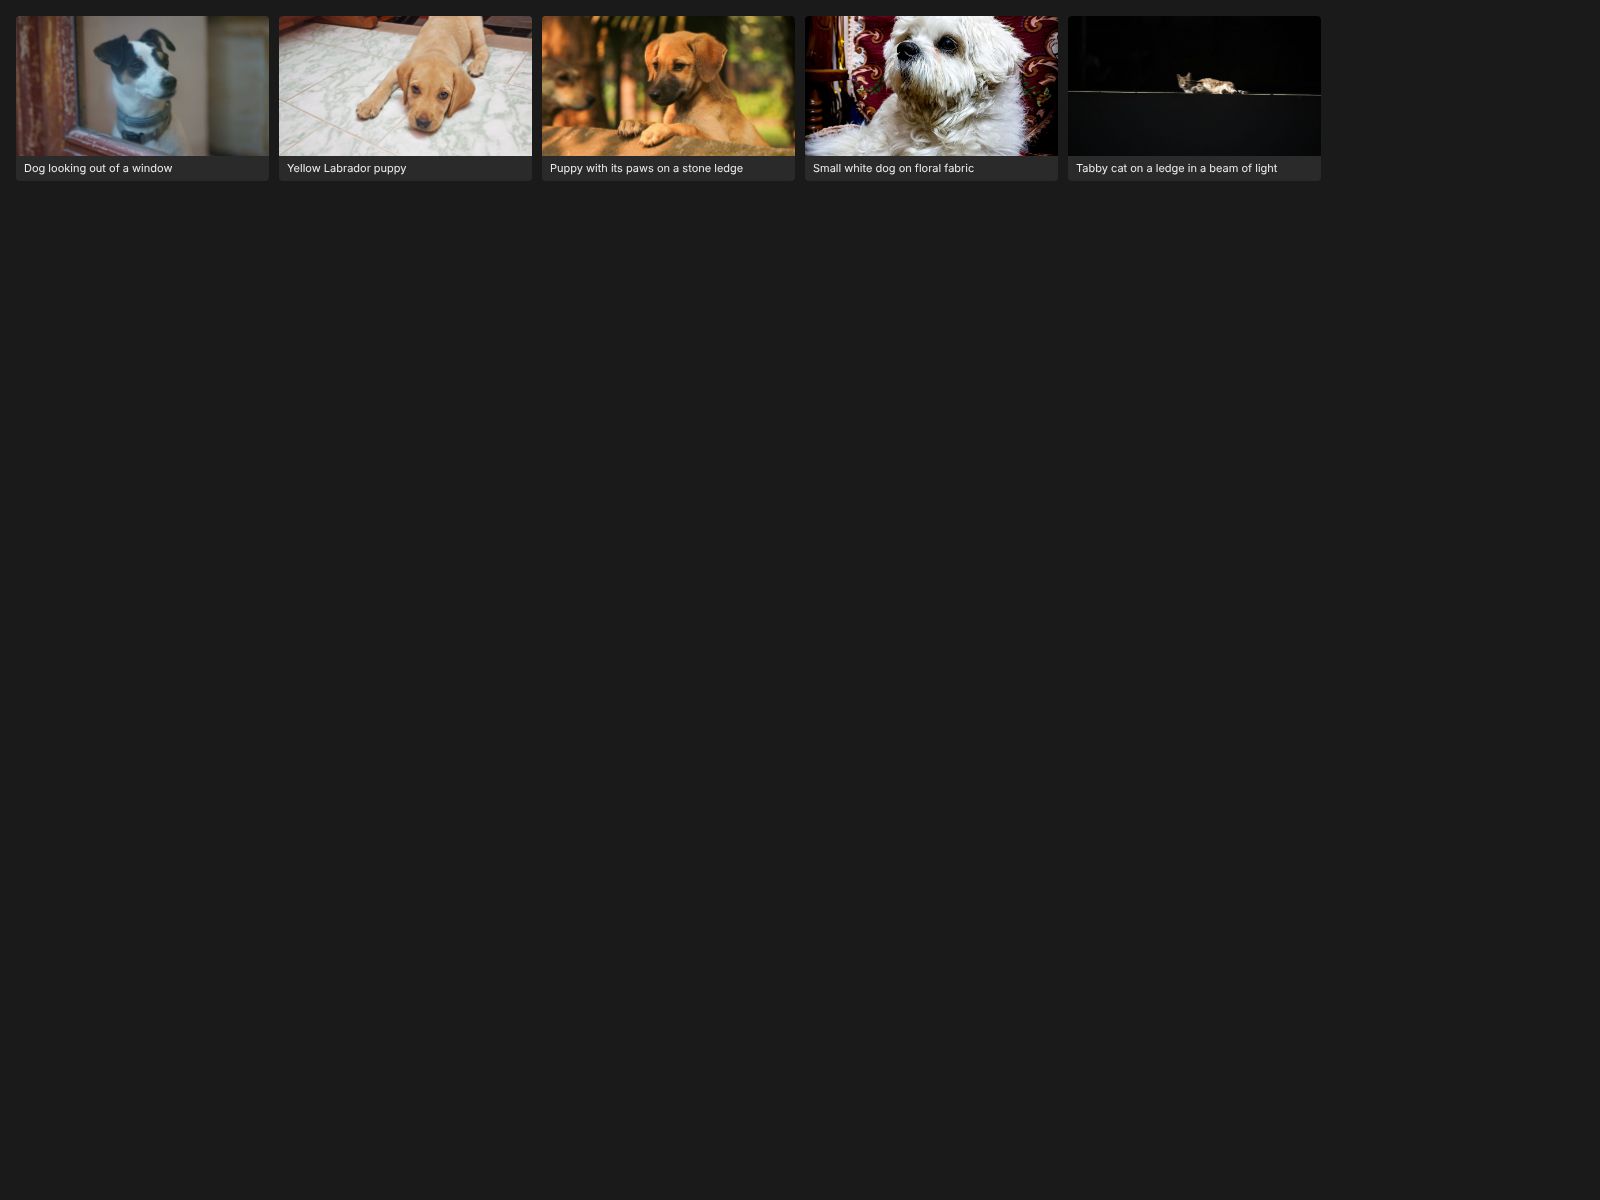 Dog looking out of a window
Yellow Labrador puppy
Puppy with its paws on a stone ledge
Small white dog on floral fabric
Tabby cat on a ledge in a beam of light